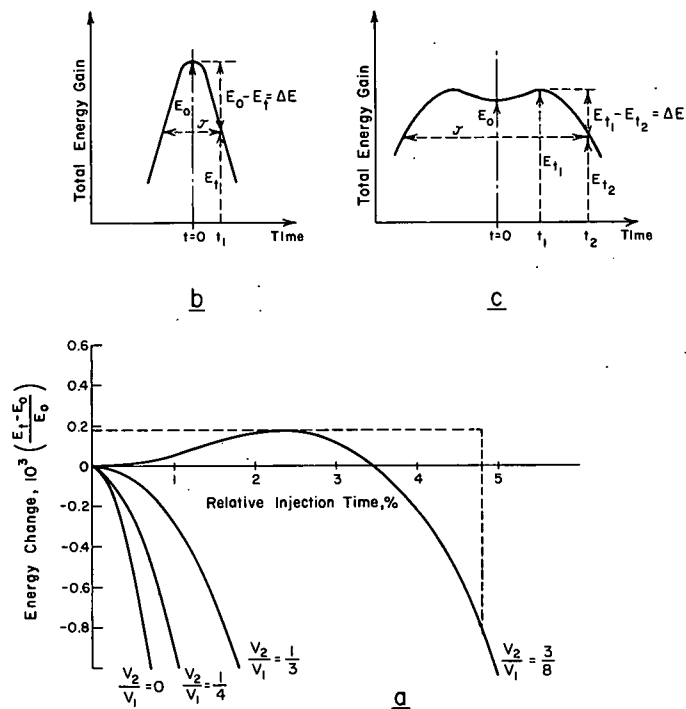 Total Energy Gain
E₀
E₀-Eₜ=ΔE
𝒯
Eₜ
t=0
t₁
Time
b
Total Energy Gain
E₀
Eₜ₁-Eₜ₂=ΔE
𝒯
Eₜ₁
Eₜ₂
t=0
t₁
t₂
Time
c
Energy Change, 10³ (Eₜ-E₀/E₀)
0.6
0.4
0.2
0
-0.2
-0.4
-0.6
-0.8
1
2
3
4
5
Relative Injection Time,%
V₂/V₁=0
V₂/V₁=1/4
V₂/V₁=1/3
V₂/V₁=3/8
a